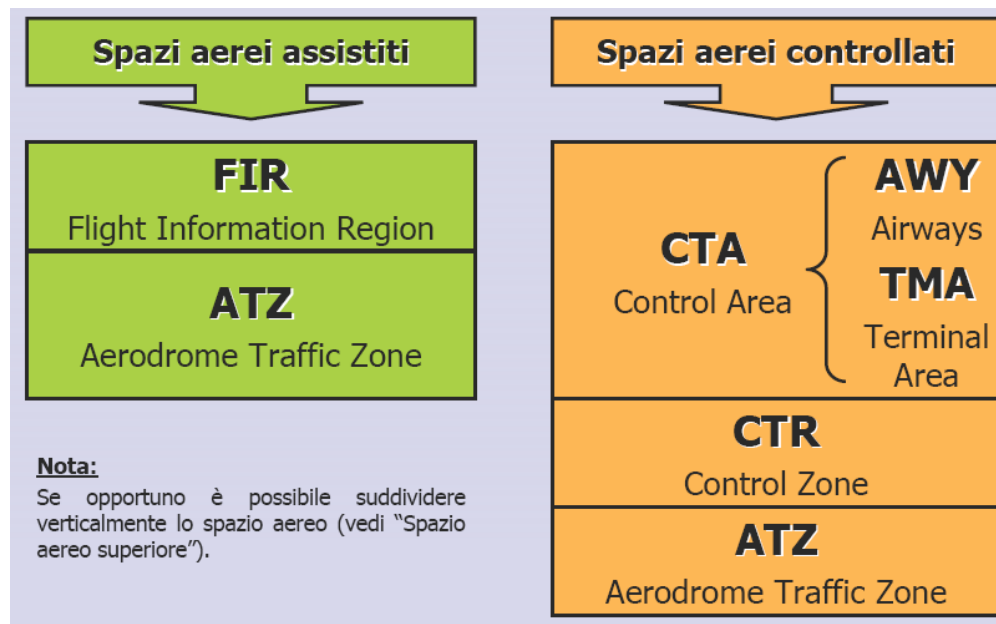 Spazi aerei assistiti
FIR
Flight Information Region
ATZ
Aerodrome Traffic Zone
Nota:
Se opportuno è possibile suddividere
verticalmente lo spazio aereo (vedi “Spazio
aereo superiore”).
Spazi aerei controllati
CTA
Control Area
AWY
Airways
TMA
Terminal
Area
CTR
Control Zone
ATZ
Aerodrome Traffic Zone